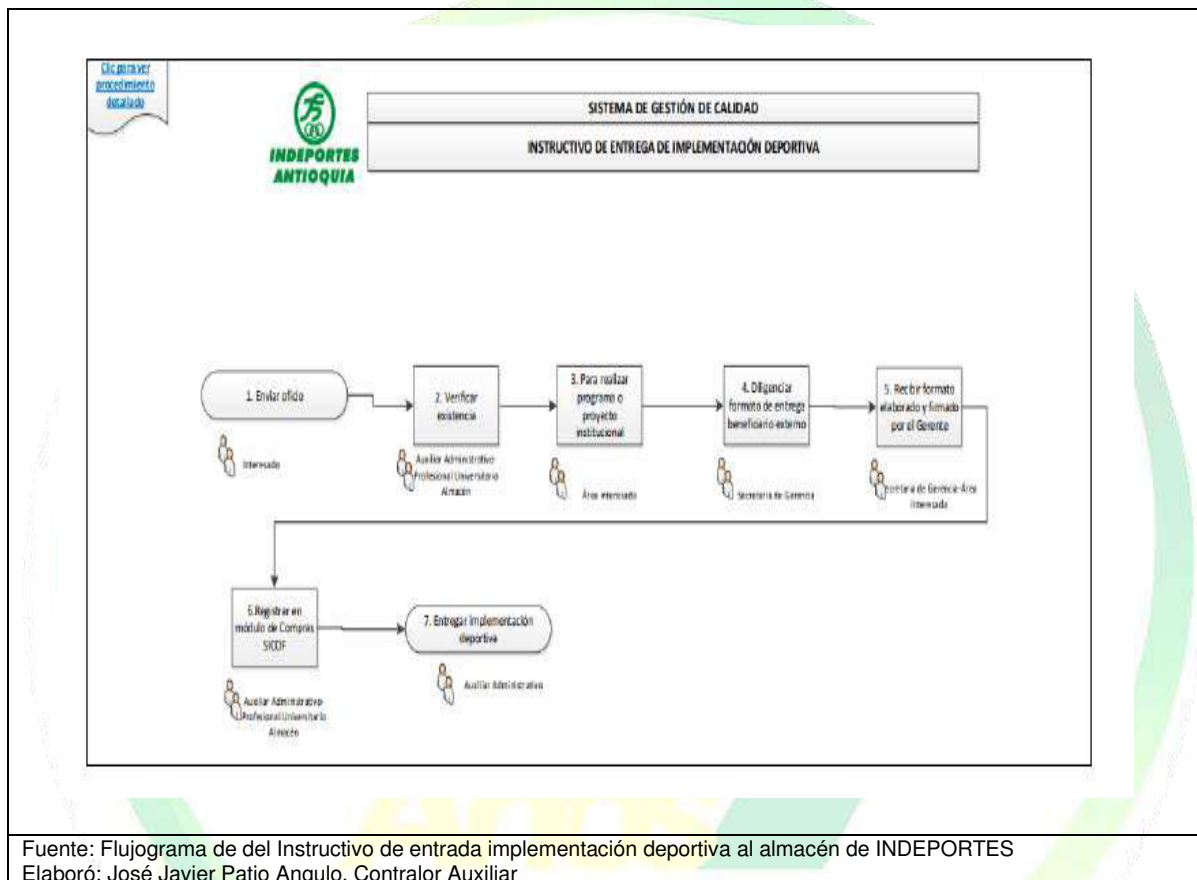 Clic para ver
procedimiento
detallado
INDEPORTES
ANTIOQUIA
SISTEMA DE GESTIÓN DE CALIDAD
INSTRUCTIVO DE ENTREGA DE IMPLEMENTACIÓN DEPORTIVA
1. Enviar oficio
Interesado
2. Verificar
existencia
Auxiliar Administrativo-
Profesional Universitario
Almacén
3. Para realizar
programa o
proyecto
institucional
Área interesada
4. Diligenciar
formato de entrega
beneficiario externo
Secretaria de Gerencia
5. Recibir formato
elaborado y firmado
por el Gerente
Secretaria de Gerencia-Área
interesada
6.Registrar en
módulo de Compras
SICOF
Auxiliar Administrativo-
Profesional Universitario
Almacén
7. Entregar implementación
deportiva
Auxiliar Administrativo
Años
Fuente: Flujograma de del Instructivo de entrada implementación deportiva al almacén de INDEPORTES
Elaboró: José Javier Patio Angulo. Contralor Auxiliar